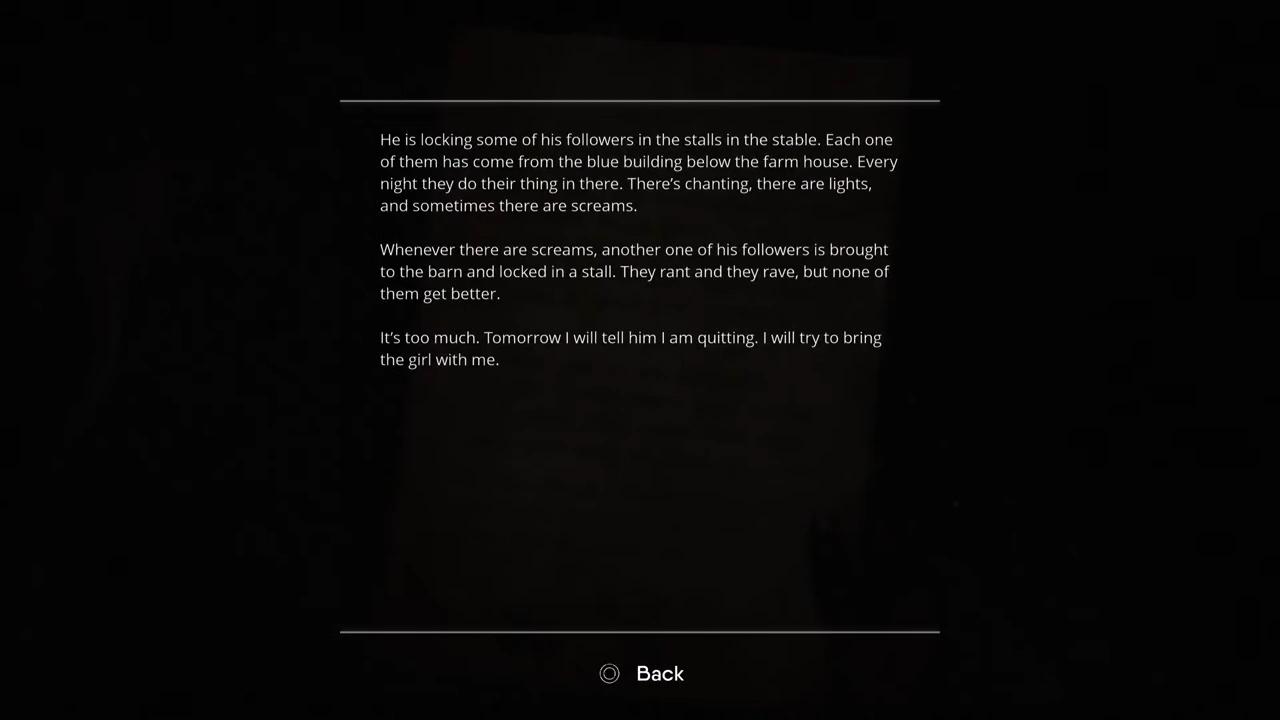 He is locking some of his followers in the stalls in the stable. Each one
of them has come from the blue building below the farm house. Every
night they do their thing in there. There’s chanting, there are lights,
and sometimes there are screams.
Whenever there are screams, another one of his followers is brought
to the barn and locked in a stall. They rant and they rave, but none of
them get better.
It’s too much. Tomorrow I will tell him I am quitting. I will try to bring
the girl with me.
Back